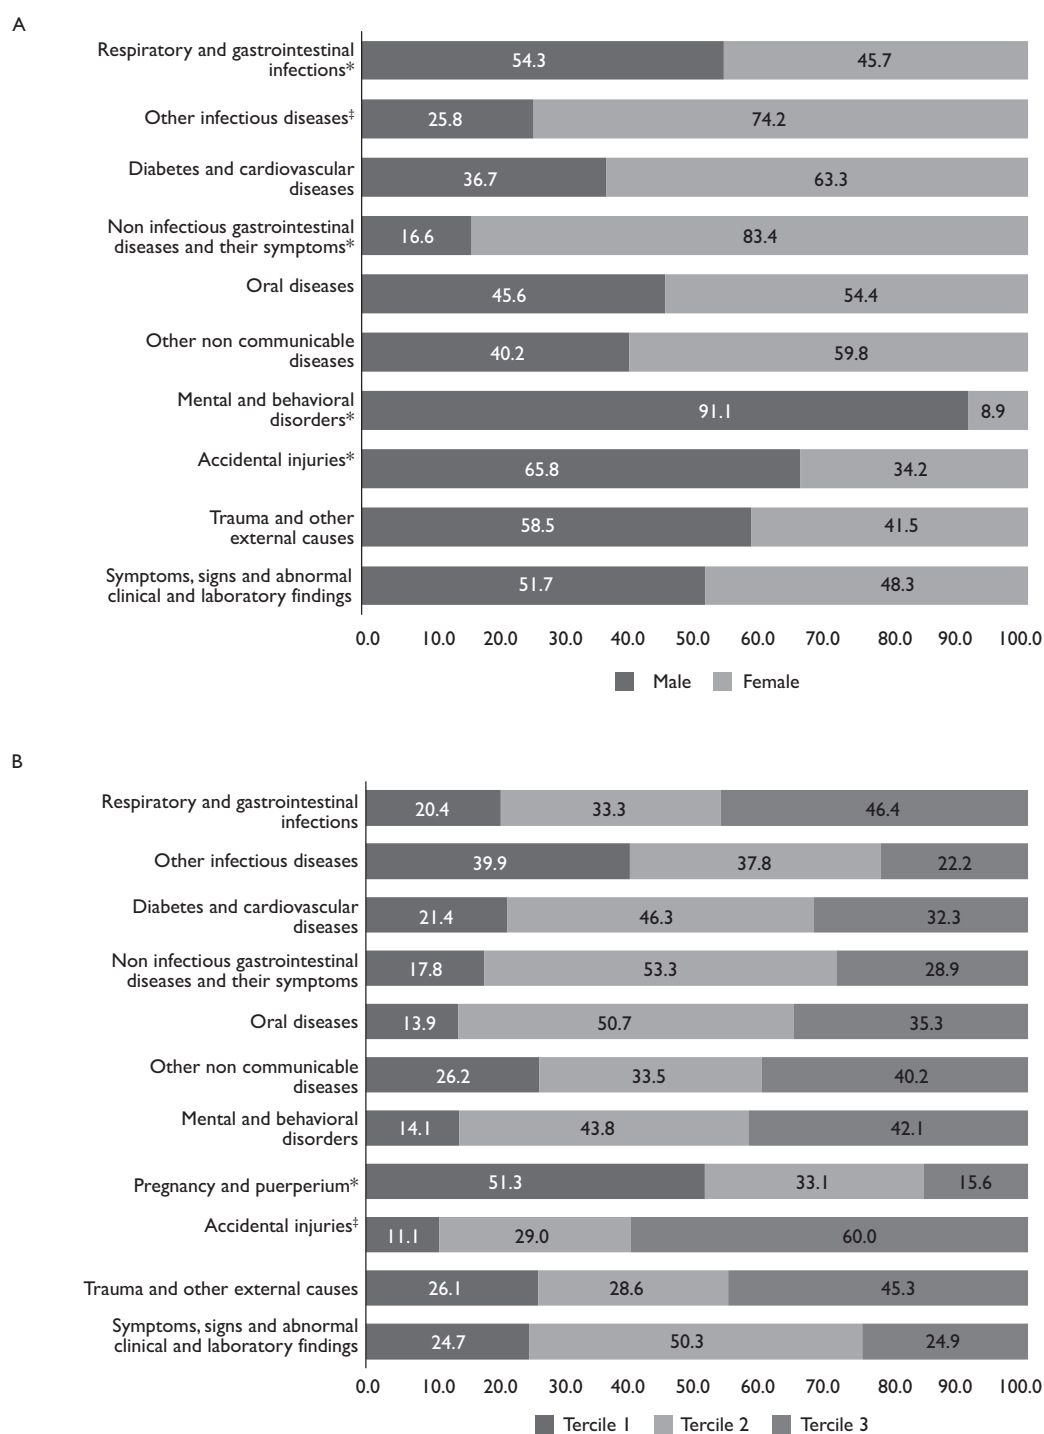 A
Respiratory and gastrointestinal
infections*
54.3
45.7
Other infectious diseases‡
25.8
74.2
Diabetes and cardiovascular
diseases
36.7
63.3
Non infectious gastrointestinal
diseases and their symptoms*
16.6
83.4
Oral diseases
45.6
54.4
Other non communicable
diseases
40.2
59.8
Mental and behavioral
disorders*
91.1
8.9
Accidental injuries*
65.8
34.2
Trauma and other
external causes
58.5
41.5
Symptoms, signs and abnormal
clinical and laboratory findings
51.7
48.3
0.0 10.0 20.0 30.0 40.0 50.0 60.0 70.0 80.0 90.0 100.0
Male Female
B
Respiratory and gastrointestinal
infections
20.4
33.3
46.4
Other infectious diseases
39.9
37.8
22.2
Diabetes and cardiovascular
diseases
21.4
46.3
32.3
Non infectious gastrointestinal
diseases and their symptoms
17.8
53.3
28.9
Oral diseases
13.9
50.7
35.3
Other non communicable
diseases
26.2
33.5
40.2
Mental and behavioral
disorders
14.1
43.8
42.1
Pregnancy and puerperium*
51.3
33.1
15.6
Accidental injuries‡
11.1
29.0
60.0
Trauma and other external causes
26.1
28.6
45.3
Symptoms, signs and abnormal
clinical and laboratory findings
24.7
50.3
24.9
0.0 10.0 20.0 30.0 40.0 50.0 60.0 70.0 80.0 90.0 100.0
Tercile 1 Tercile 2 Tercile 3